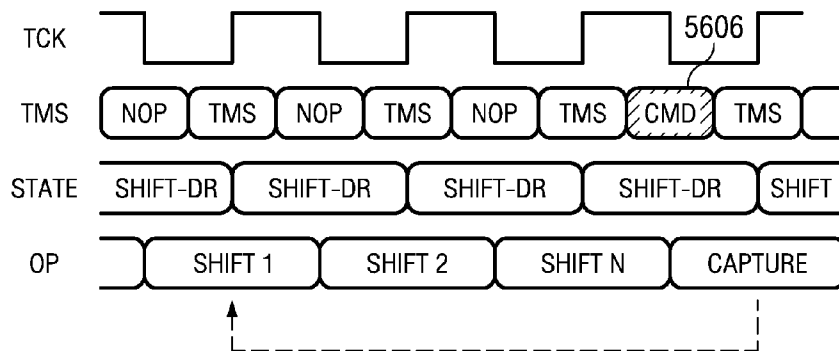 5606
TCK
TMS NOP TMS NOP TMS NOP TMS CMD TMS
STATE SHIFT-DR SHIFT-DR SHIFT-DR SHIFT-DR SHIFT
OP SHIFT 1 SHIFT 2 SHIFT N CAPTURE